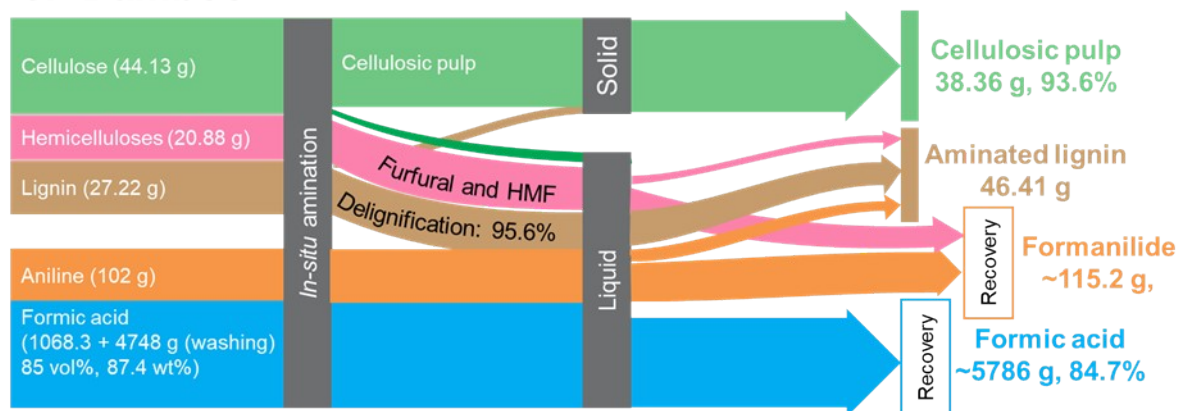 Cellulose (44.13 g)
Hemicelluloses (20.88 g)
Lignin (27.22 g)
Aniline (102 g)
Formic acid
(1068.3 + 4748 g (washing)
85 vol%, 87.4 wt%)
In-situ amination
Cellulosic pulp
Furfural and HMF
Delignification: 95.6%
Solid
Liquid
Cellulosic pulp
38.36 g, 93.6%
Aminated lignin
46.41 g
Recovery
Formanilide
~115.2 g,
Recovery
Formic acid
~5786 g, 84.7%